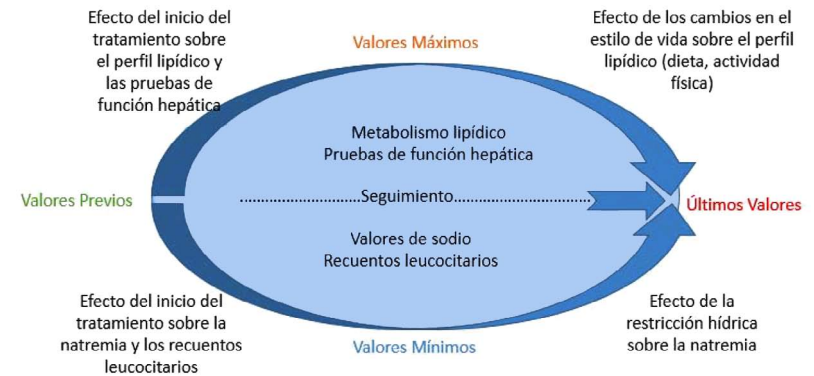 Efecto del inicio del
tratamiento sobre
el perfil lipídico y
las pruebas de
función hepática
Valores Máximos
Efecto de los cambios en el
estilo de vida sobre el perfil
lipídico (dieta, actividad
física)
Metabolismo lipídico
Pruebas de función hepática
Valores Previos
Seguimiento
Últimos Valores
Valores de sodio
Recuentos leucocitarios
Efecto del inicio del
tratamiento sobre la
natremia y los recuentos
leucocitarios
Valores Mínimos
Efecto de la
restricción hídrica
sobre la natremia